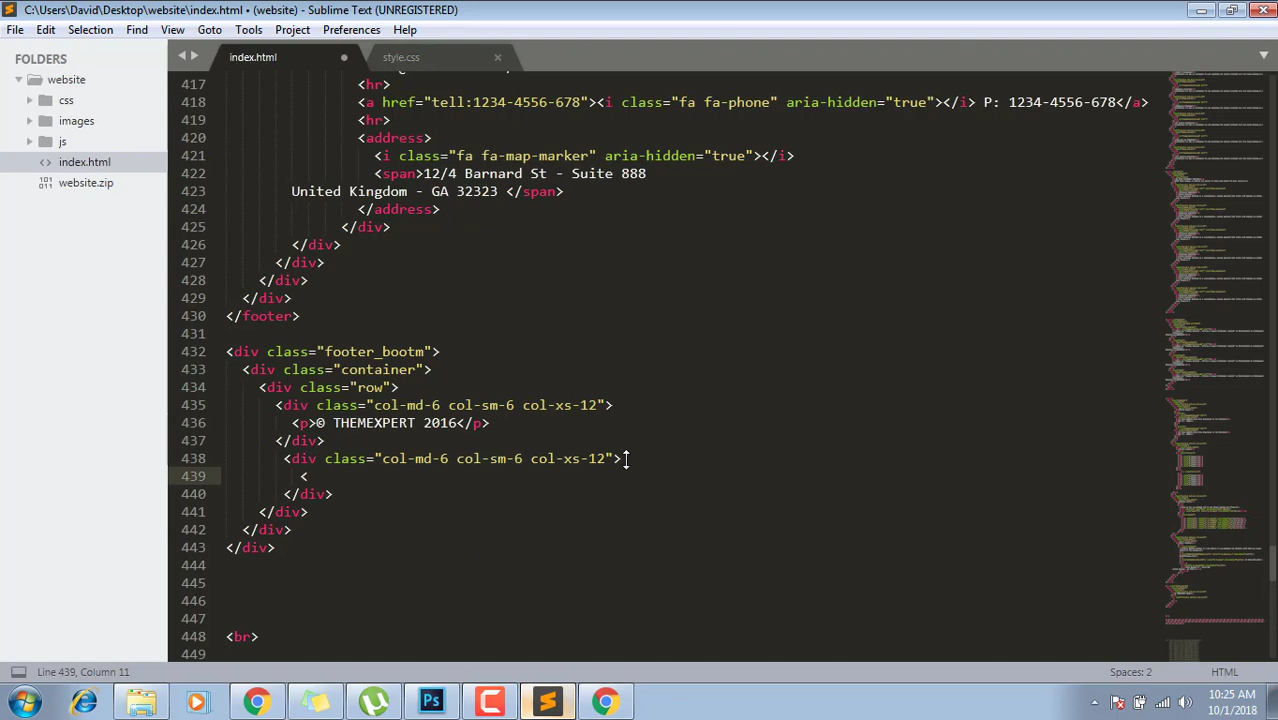 C:\Users\David\Desktop\website\index.html • (website) - Sublime Text (UNREGISTERED)
File Edit Selection Find View Goto Tools Project Preferences Help
FOLDERS
website
css
images
js
index.html
website.zip
index.html style.css
417 <hr>
418 <a href="tell:1234-4556-678"><i class="fa fa-phone" aria-hidden="true"></i> P: 1234-4556-678</a>
419 <hr>
420 <address>
421 <i class="fa fa-map-marker" aria-hidden="true"></i>
422 <span>12/4 Barnard St - Suite 888
423 United Kingdom - GA 32323 </span>
424 </address>
425 </div>
426 </div>
427 </div>
428 </div>
429 </div>
430 </footer>
431
432 <div class="footer_bootm">
433 <div class="container">
434 <div class="row">
435 <div class="col-md-6 col-sm-6 col-xs-12">
436 <p>© THEMEXPERT 2016</p>
437 </div>
438 <div class="col-md-6 col-sm-6 col-xs-12">
439 <
440 </div>
441 </div>
442 </div>
443 </div>
444
445
446
447
448 <br>
449
Line 439, Column 11 Spaces: 2 HTML
Ps
10:25 AM
10/1/2018